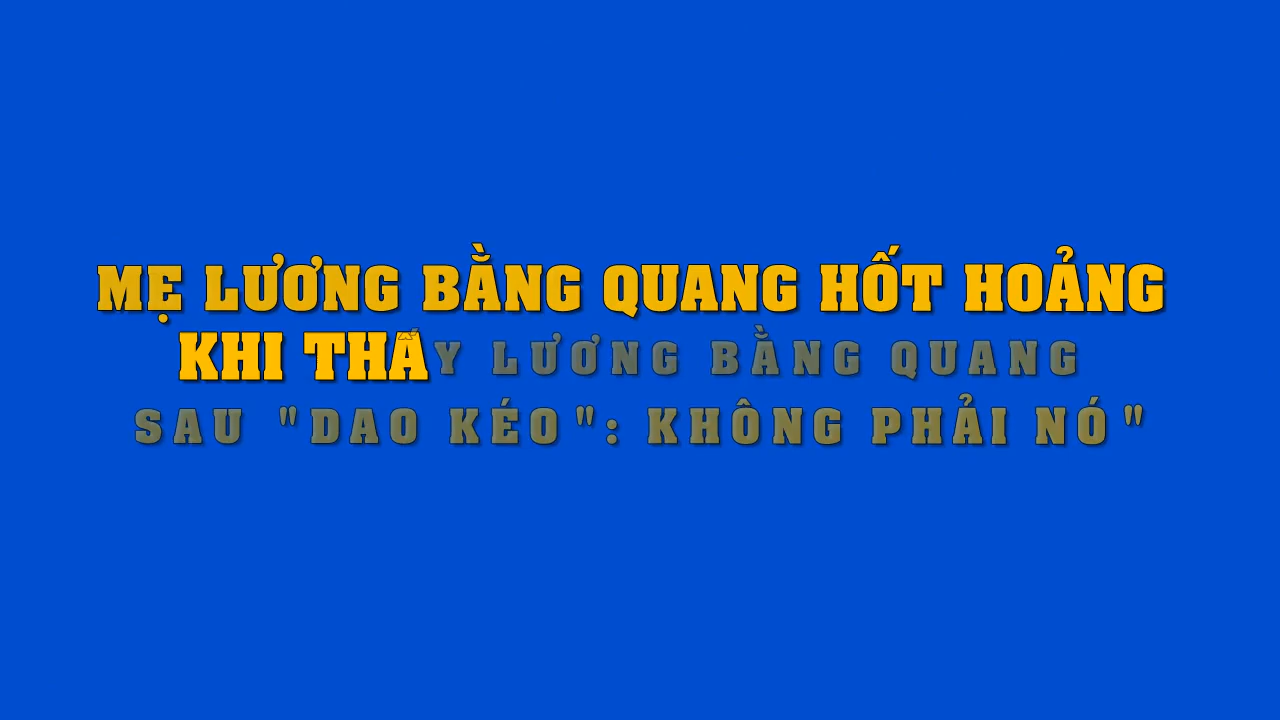 MẸ LƯƠNG BẰNG QUANG HỐT HOẢNG
KHI THẤY LƯƠNG BẰNG QUANG
SAU "DAO KÉO": KHÔNG PHẢI NÓ"